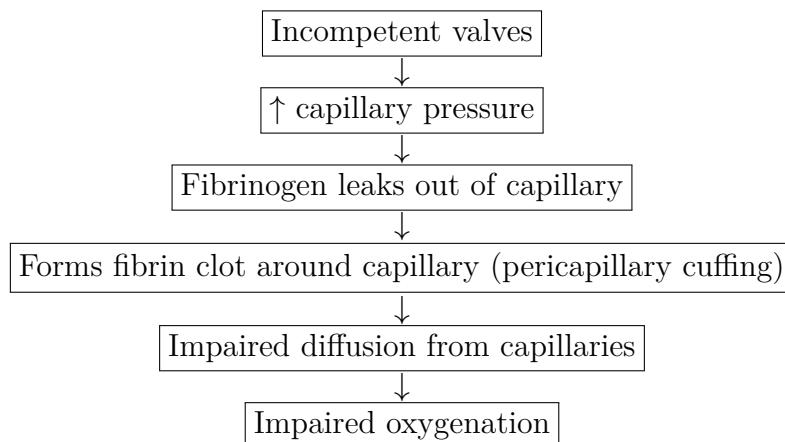 Incompetent valves
↑ capillary pressure
Fibrinogen leaks out of capillary
Forms fibrin clot around capillary (pericapillary cuffing)
Impaired diffusion from capillaries
Impaired oxygenation